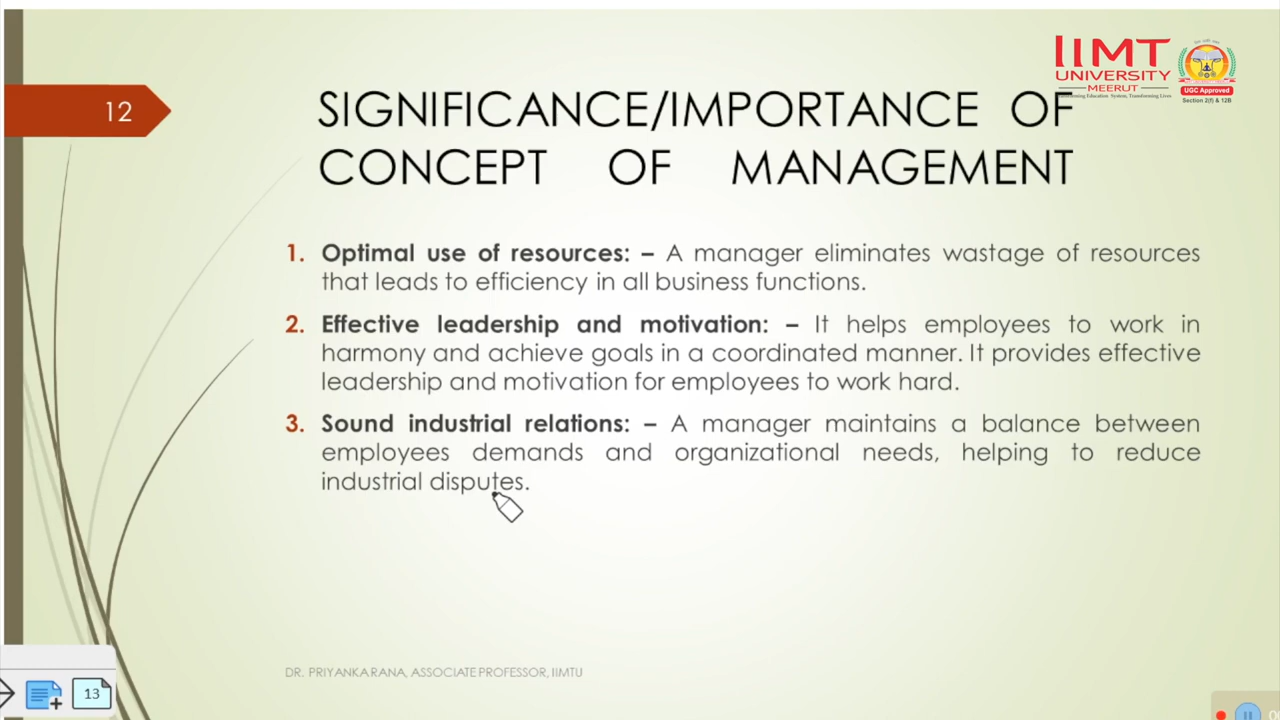 IIMT
UNIVERSITY
MEERUT
UGC Approved
Section 2(f) & 12B
12
SIGNIFICANCE/IMPORTANCE OF
CONCEPT OF MANAGEMENT
1. Optimal use of resources: – A manager eliminates wastage of resources
that leads to efficiency in all business functions.
2. Effective leadership and motivation: – It helps employees to work in
harmony and achieve goals in a coordinated manner. It provides effective
leadership and motivation for employees to work hard.
3. Sound industrial relations: – A manager maintains a balance between
employees demands and organizational needs, helping to reduce
industrial disputes.
DR. PRIYANKA RANA, ASSOCIATE PROFESSOR, IIMTU
13